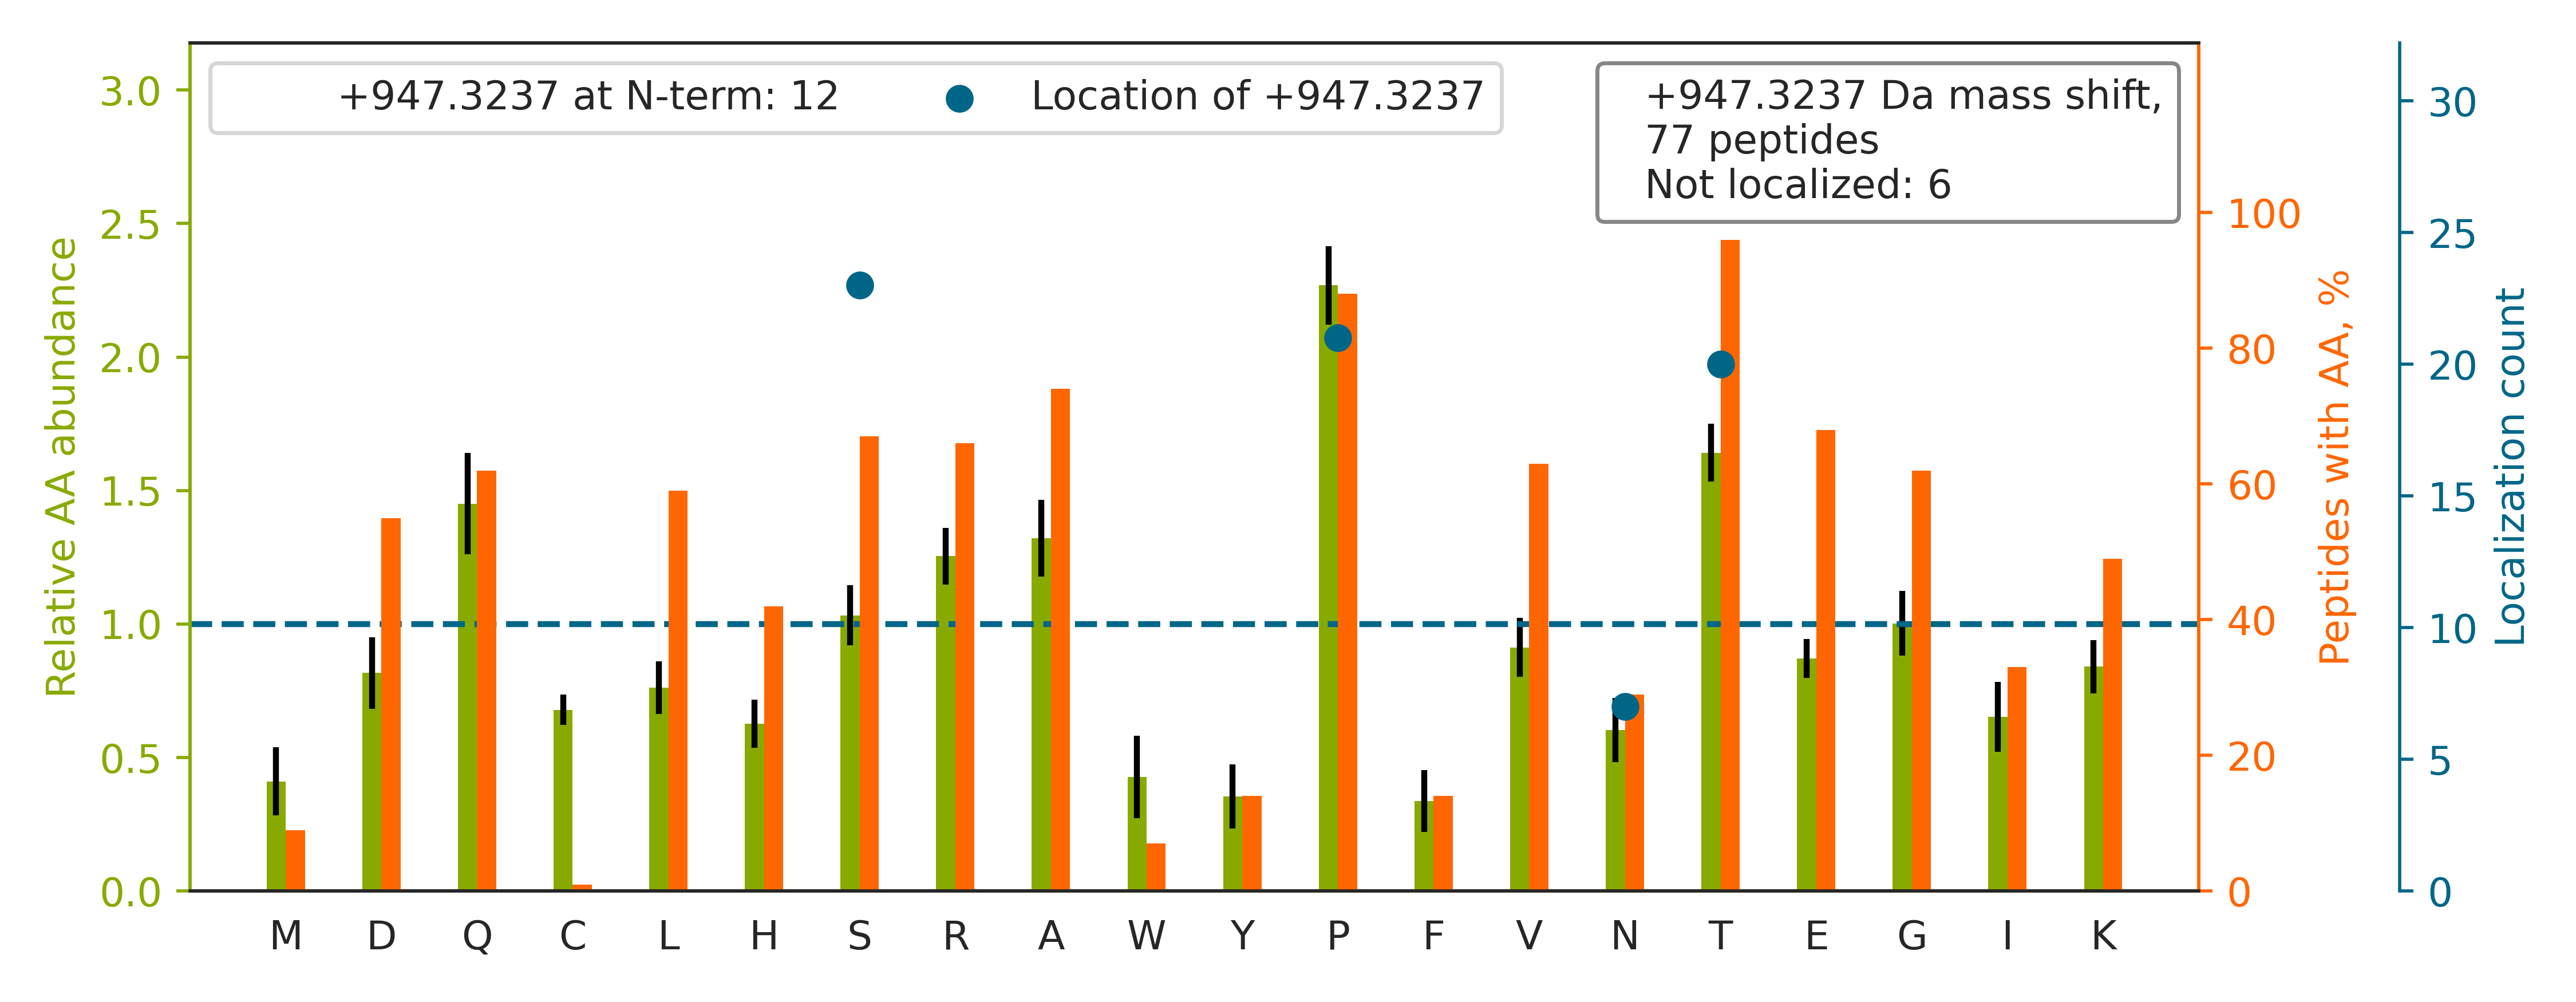 +947.3237 at N-term: 12
Location of +947.3237
+947.3237 Da mass shift,
77 peptides
Not localized: 6
Relative AA abundance
3.0
2.5
2.0
1.5
1.0
0.5
0.0
M D Q C L H S R A W Y P F V N T E G I K
100
80
60
40
20
0
Peptides with AA, %
30
25
20
15
10
5
0
Localization count